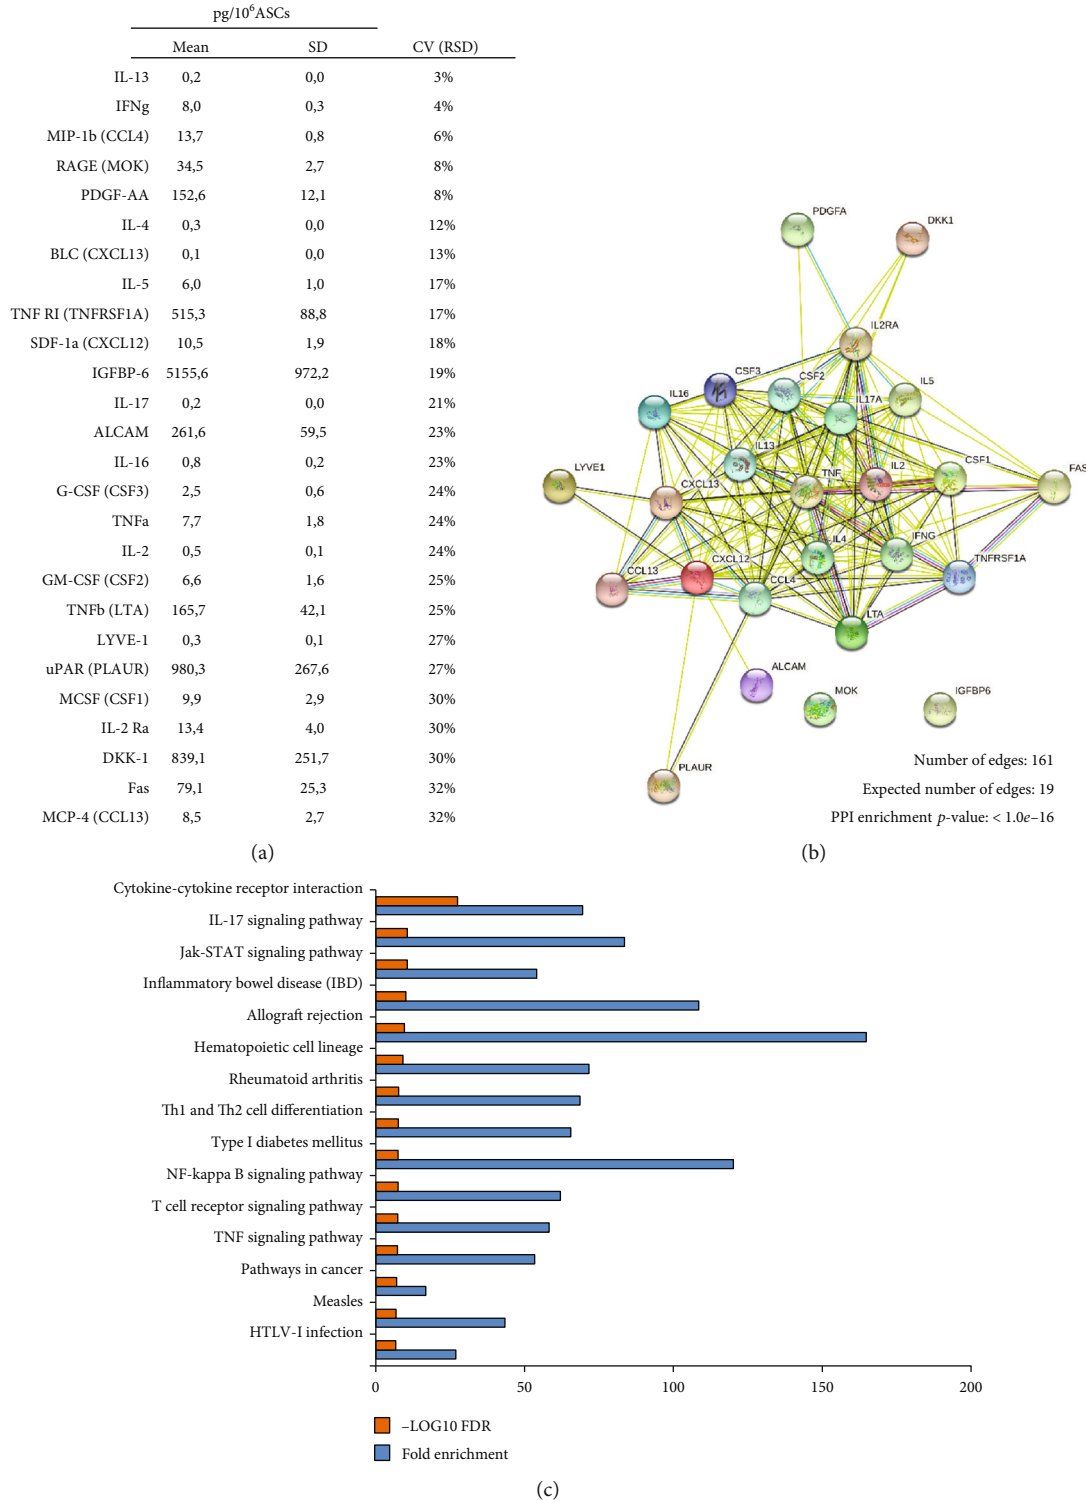 pg/10⁶ASCs
Mean SD CV (RSD)
IL-13 0,2 0,0 3%
IFNg 8,0 0,3 4%
MIP-1b (CCL4) 13,7 0,8 6%
RAGE (MOK) 34,5 2,7 8%
PDGF-AA 152,6 12,1 8%
IL-4 0,3 0,0 12%
BLC (CXCL13) 0,1 0,0 13%
IL-5 6,0 1,0 17%
TNF RI (TNFRSF1A) 515,3 88,8 17%
SDF-1a (CXCL12) 10,5 1,9 18%
IGFBP-6 5155,6 972,2 19%
IL-17 0,2 0,0 21%
ALCAM 261,6 59,5 23%
IL-16 0,8 0,2 23%
G-CSF (CSF3) 2,5 0,6 24%
TNFa 7,7 1,8 24%
IL-2 0,5 0,1 24%
GM-CSF (CSF2) 6,6 1,6 25%
TNFb (LTA) 165,7 42,1 25%
LYVE-1 0,3 0,1 27%
uPAR (PLAUR) 980,3 267,6 27%
MCSF (CSF1) 9,9 2,9 30%
IL-2 Ra 13,4 4,0 30%
DKK-1 839,1 251,7 30%
Fas 79,1 25,3 32%
MCP-4 (CCL13) 8,5 2,7 32%
(a)
PDGFA
DKK1
IL2RA
CSF3
CSF2
IL5
IL16
IL17A
IL13
LYVE1
TNF
IL2
CSF1
FAS
CXCL13
IL4
IFNG
CXCL12
TNFRSF1A
CCL13
CCL4
LTA
ALCAM
MOK
IGFBP6
PLAUR
Number of edges: 161
Expected number of edges: 19
PPI enrichment p-value: < 1.0e–16
(b)
Cytokine-cytokine receptor interaction
IL-17 signaling pathway
Jak-STAT signaling pathway
Inflammatory bowel disease (IBD)
Allograft rejection
Hematopoietic cell lineage
Rheumatoid arthritis
Th1 and Th2 cell differentiation
Type I diabetes mellitus
NF-kappa B signaling pathway
T cell receptor signaling pathway
TNF signaling pathway
Pathways in cancer
Measles
HTLV-I infection
0 50 100 150 200
–LOG10 FDR
Fold enrichment
(c)